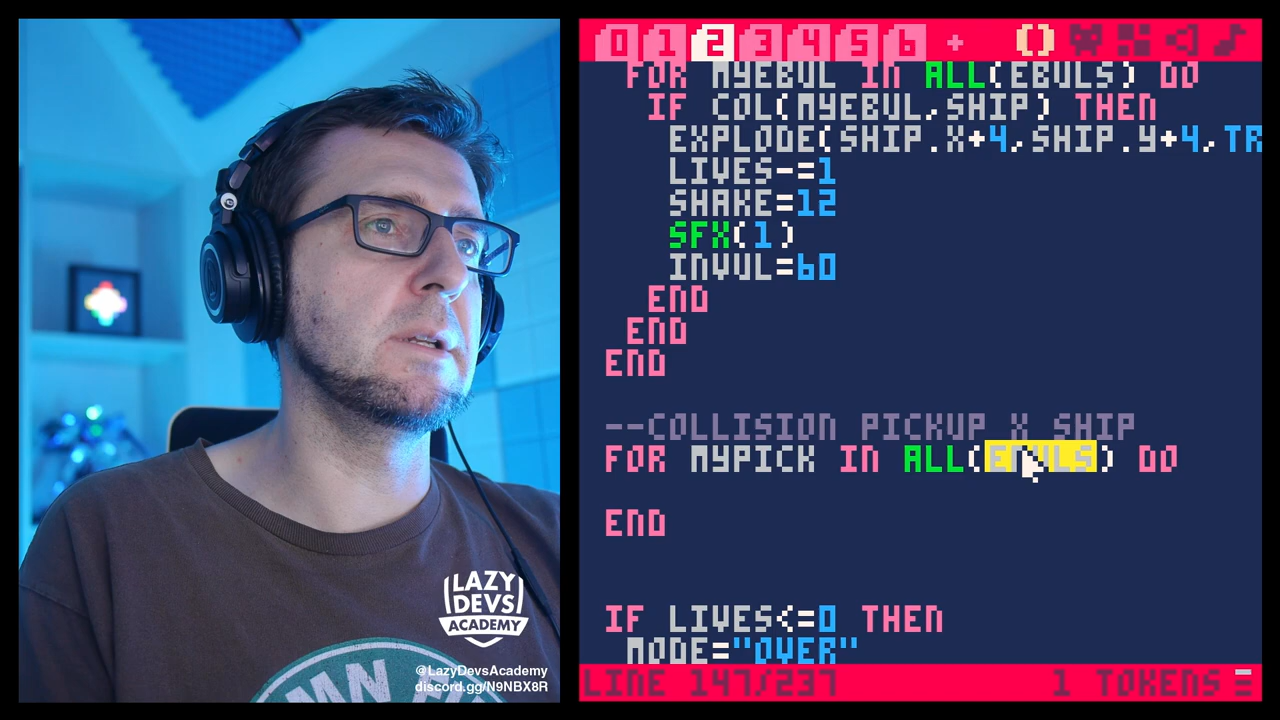 0 1 2 3 4 5 6 +
FOR MYEBUL IN ALL(EBULS) DO
IF COL(MYEBUL,SHIP) THEN
EXPLODE(SHIP.X+4,SHIP.Y+4,TR
LIVES-=1
SHAKE=12
SFX(1)
INVUL=60
END
END
END
--COLLISION PICKUP X SHIP
FOR MYPICK IN ALL(EBULS) DO
END
IF LIVES<=0 THEN
MODE="OVER"
LINE 147/237
1 TOKENS
LAZY
DEVS
ACADEMY
@LazyDevsAcademy
discord.gg/N9NBX8R